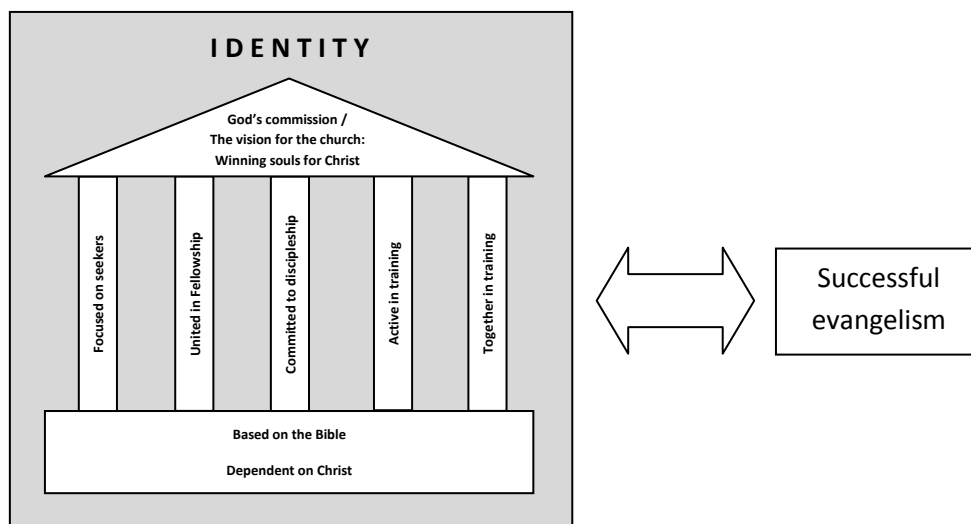 IDENTITY
God's commission /
The vision for the church:
Winning souls for Christ
Focused on seekers
United in Fellowship
Committed to discipleship
Active in training
Together in training
Based on the Bible
Dependent on Christ
Successful
evangelism